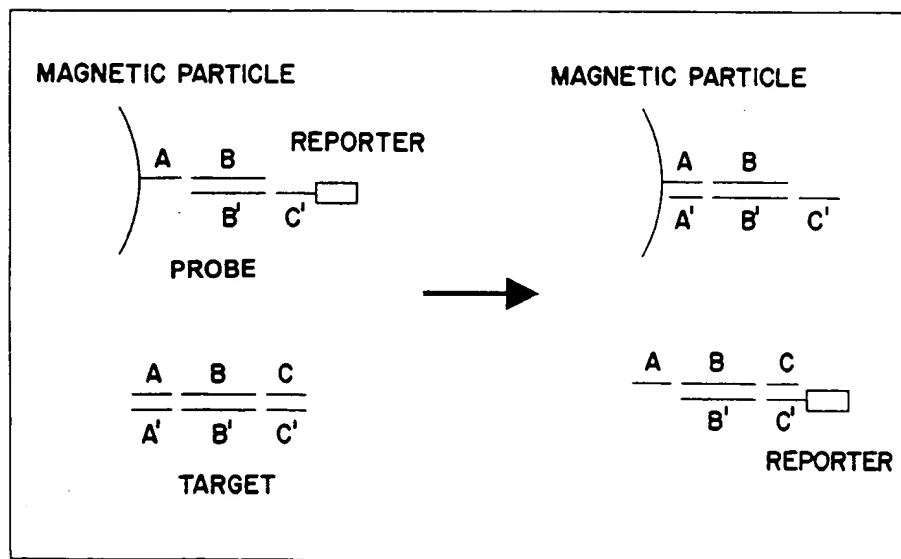 MAGNETIC PARTICLE
A B
REPORTER
B' C'
PROBE
A B C
A' B' C'
TARGET
MAGNETIC PARTICLE
A B
A' B' C'
A B C
B' C'
REPORTER